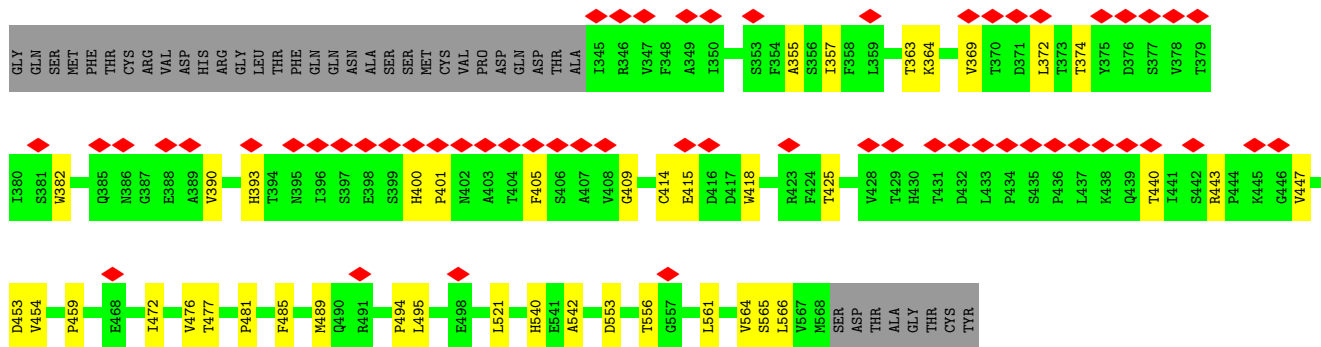 GLY GLN SER MET PHE THR CYS ARG VAL ASP HIS ARG GLY LEU THR PHE GLN GLN ASN ALA SER SER MET CYS VAL PRO ASP GLN ASP THR ALA I345 R346 V347 F348 A349 I350 S353 F354 A355 S356 I357 F358 L359 T363 K364 V369 T370 D371 L372 T373 T374 Y375 D376 S377 V378 T379
I380 S381 W382 Q385 N386 G387 E388 A389 V390 H393 T394 N395 I396 S397 E398 S399 H400 P401 N402 A403 T404 F405 S406 A407 V408 G409 C414 E415 D416 D417 W418 R423 F424 T425 V428 T429 H430 T431 D432 L433 P434 S435 P436 L437 K438 Q439 T440 I441 S442 R443 P444 K445 G446 V447
D453 V454 P459 E468 I472 V476 T477 P481 F485 M489 Q490 R491 P494 L495 E498 L521 H540 E541 A542 D553 T556 G557 L561 V564 S565 L566 V567 M568 SER ASP THR ALA GLY THR CYS TYR